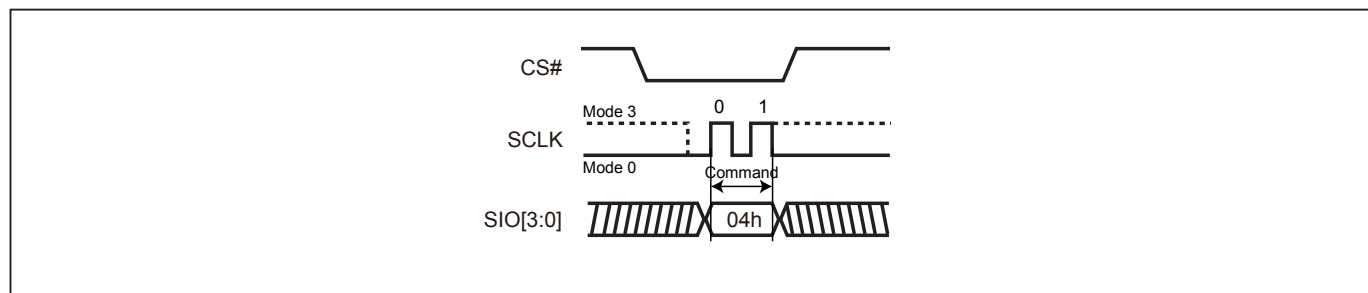 CS#
Mode 3
0 1
SCLK
Mode 0
Command
SIO[3:0]
04h